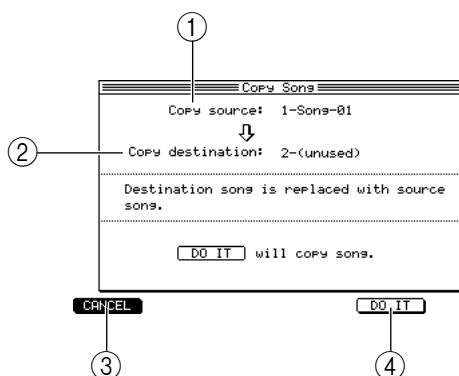 1
Copy Song
Copy source: 1-Song-01
2
Copy destination: 2-(unused)
Destination song is replaced with source
song.
DO IT will copy song.
CANCEL DO IT
3 4